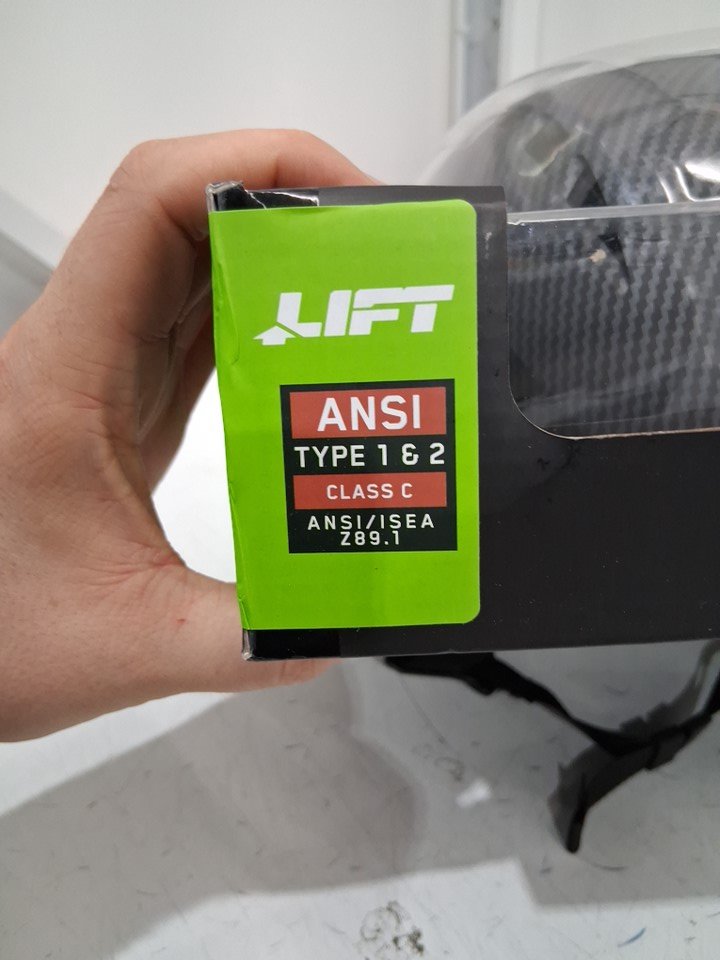 LIFT
ANSI
TYPE 1 & 2
CLASS C
ANSI/ISEA
Z89.1